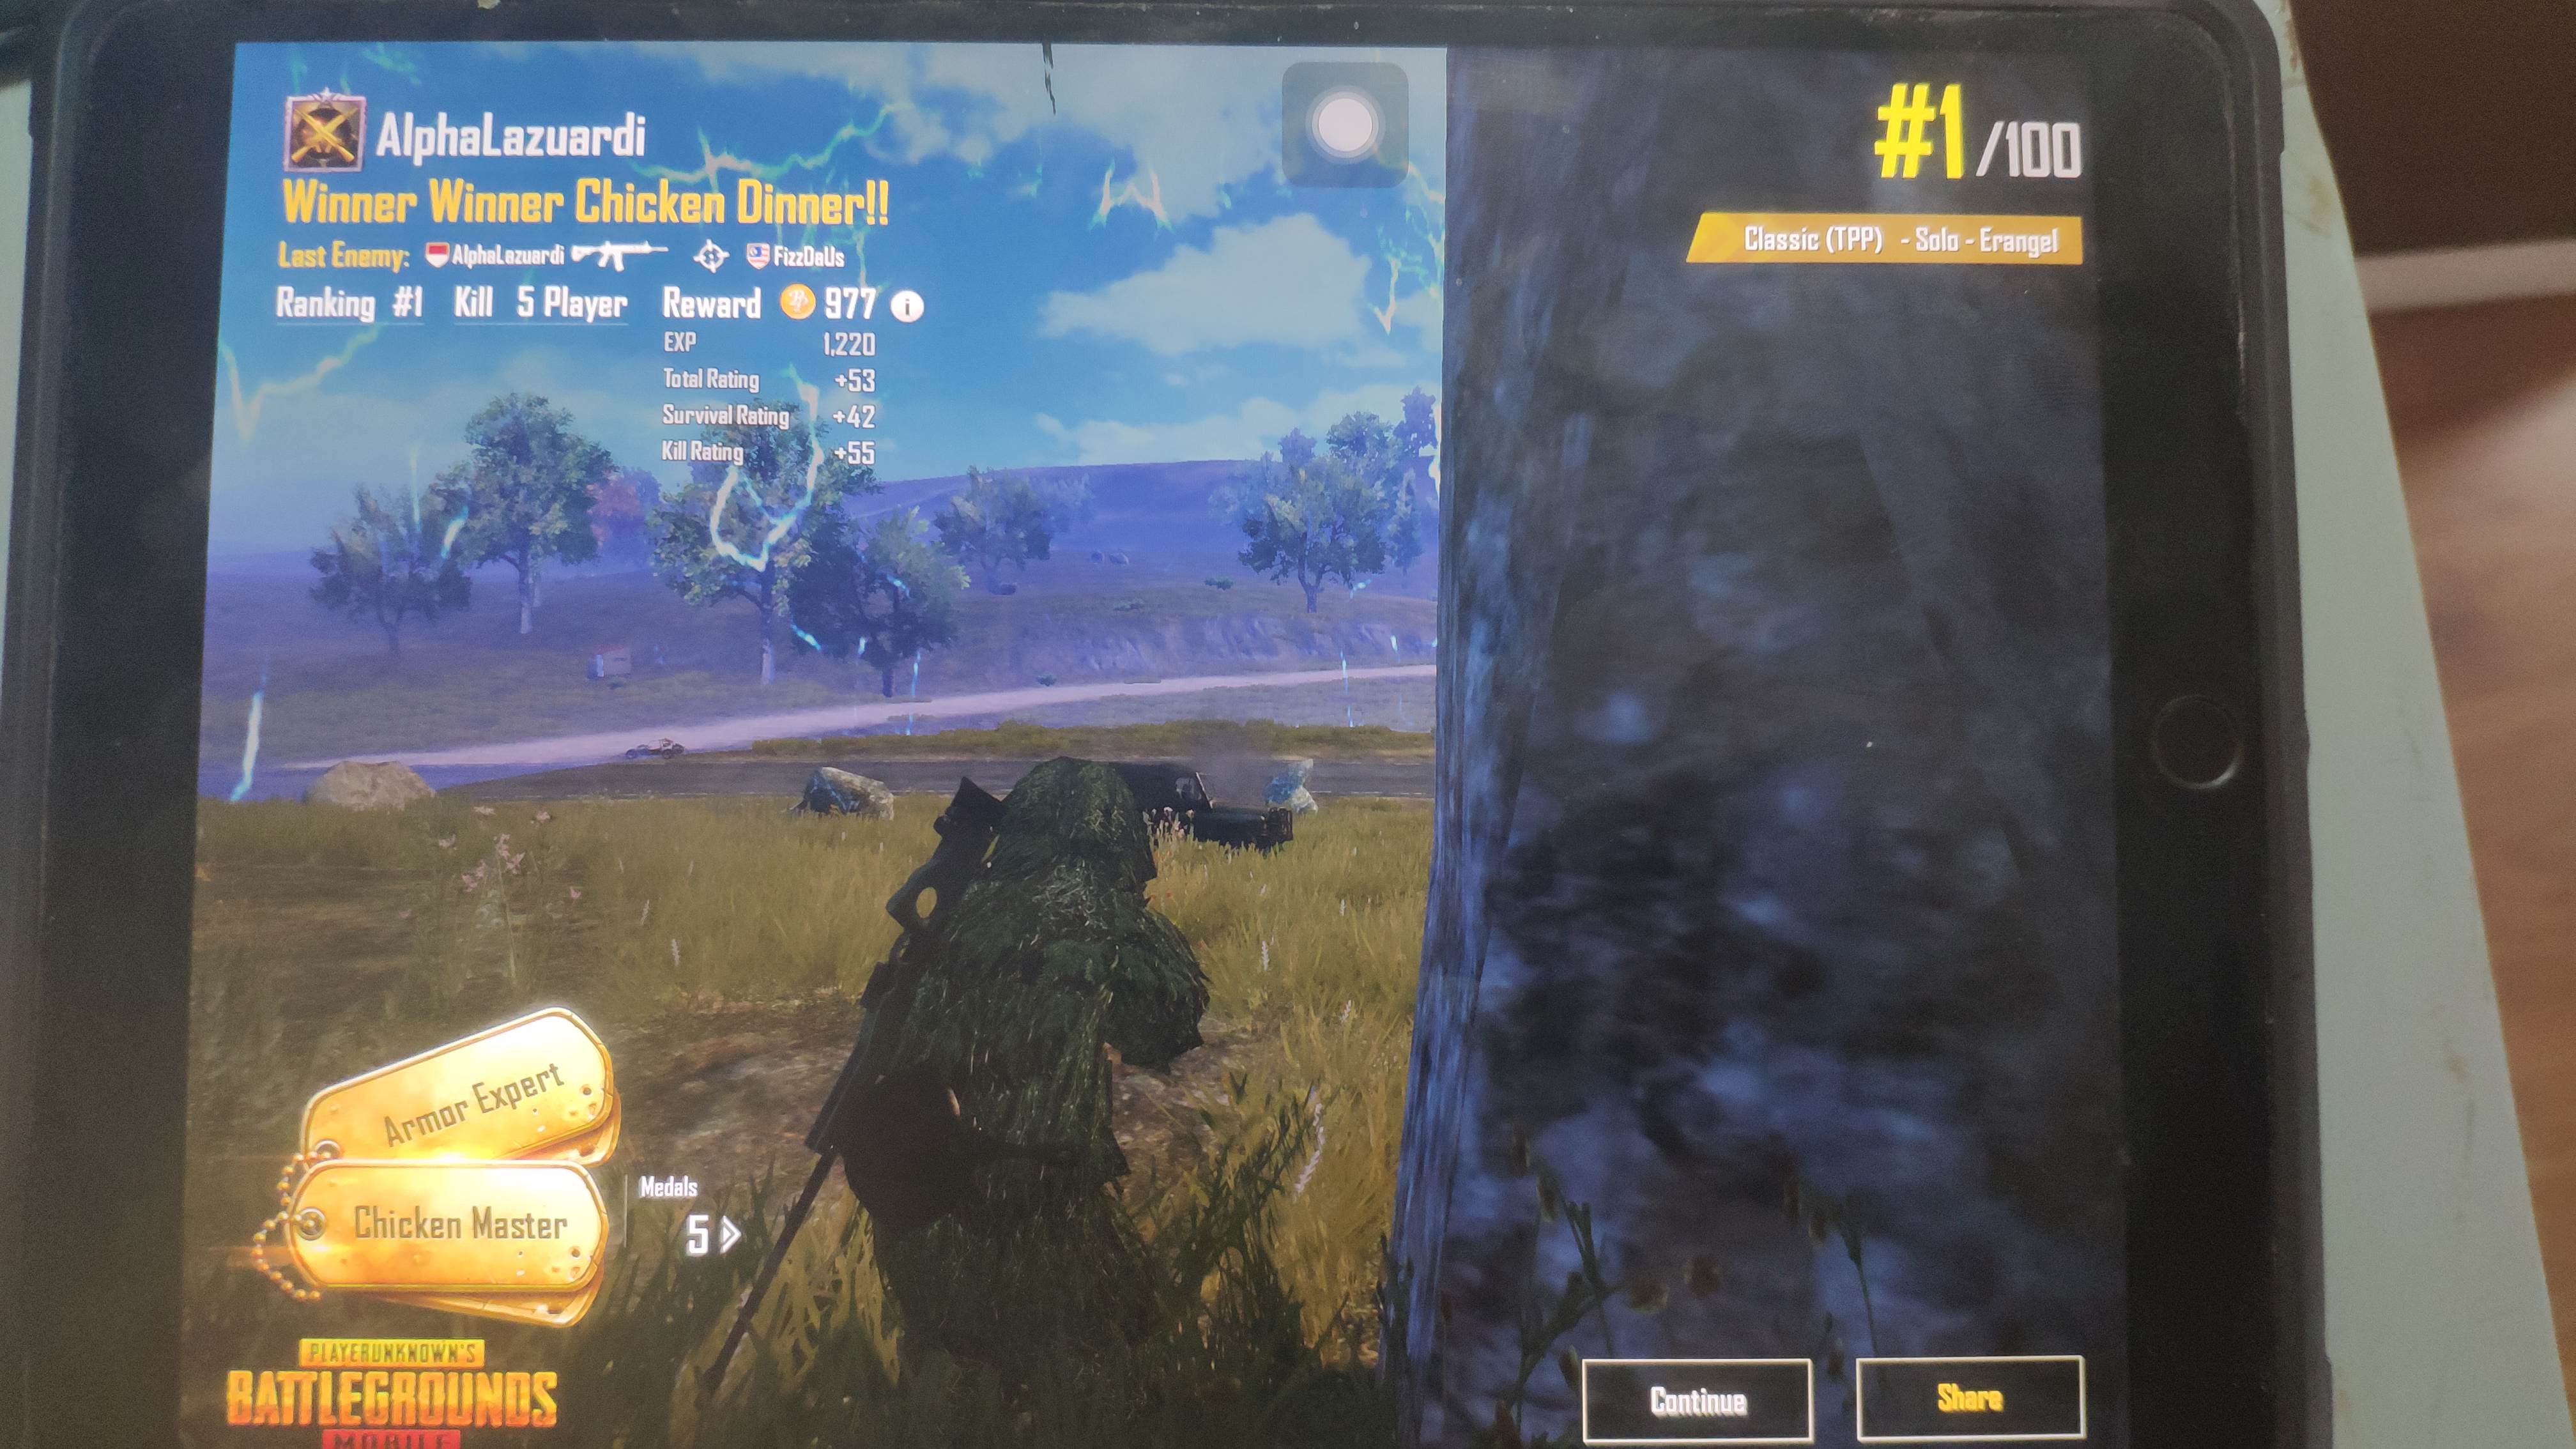 AlphaLazuardi
Winner Winner Chicken Dinner!!
Last Enemy: AlphaLazuardi FizzDaUs
Ranking #1 Kill 5 Player Reward 977
EXP 1,220
Total Rating +53
Survival Rating +42
Kill Rating +55
#1 /100
Classic (TPP) - Solo - Erangel
Armor Expert
Chicken Master
Medals
5
PLAYERUNKNOWN'S
BATTLEGROUNDS
MOBILE
Continue
Share